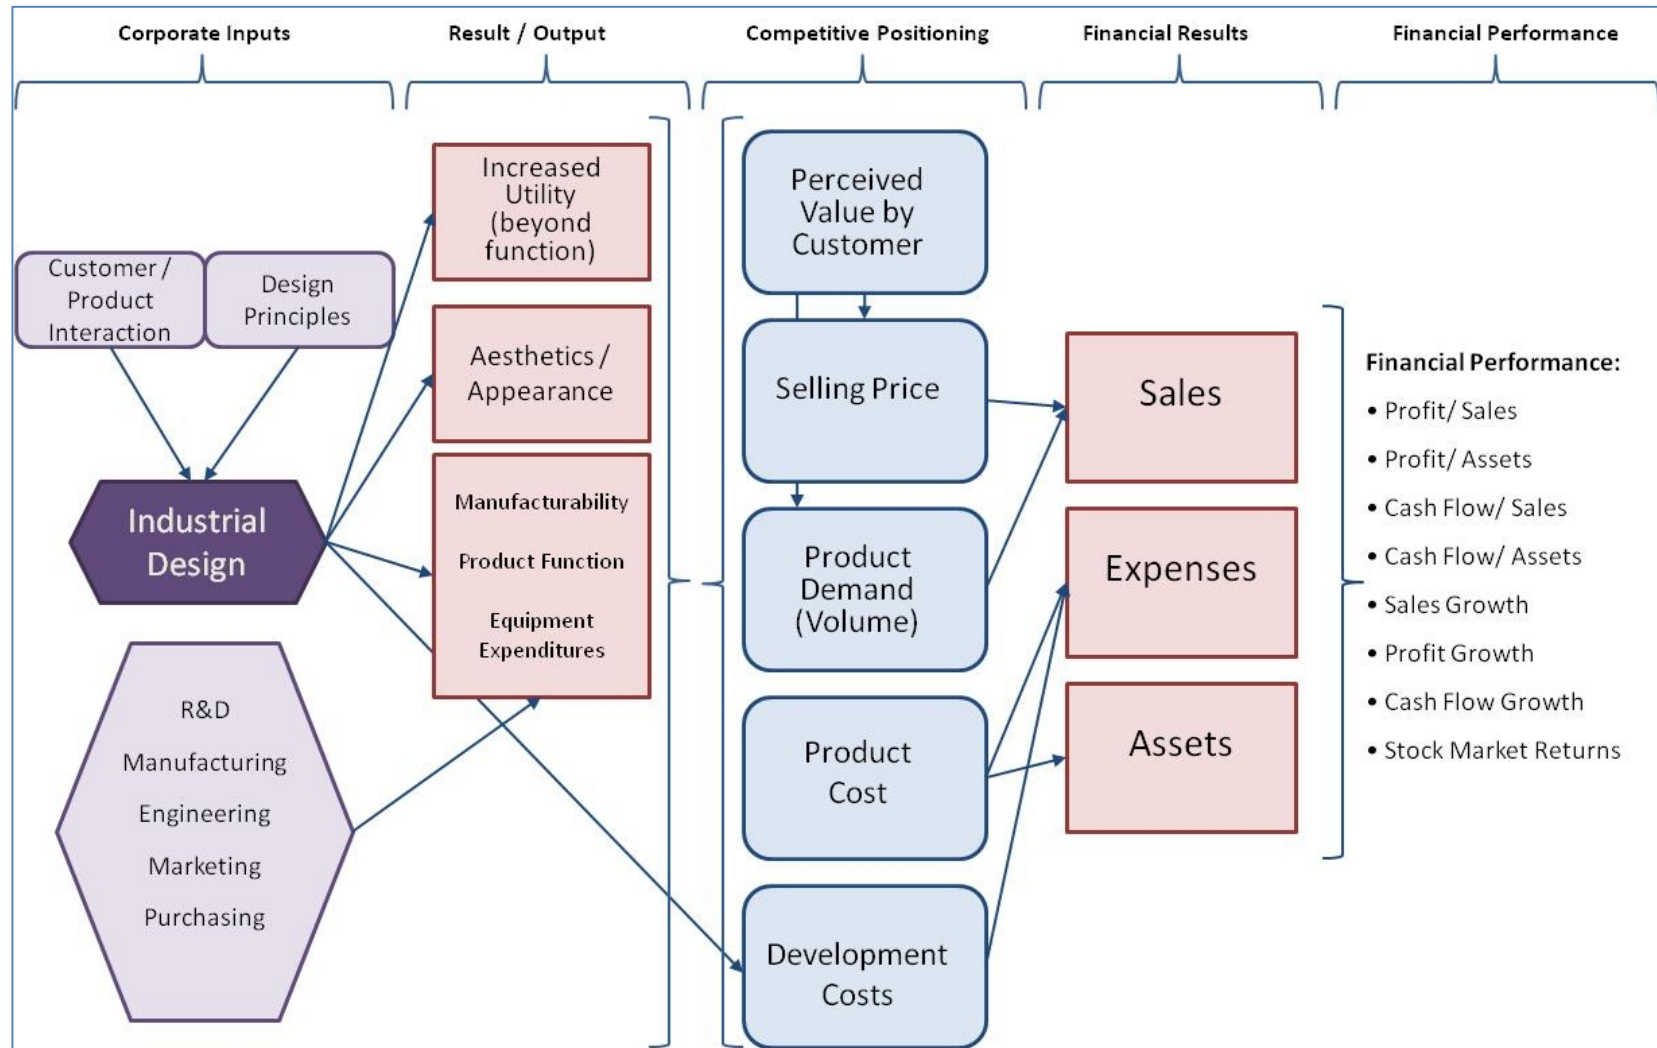 Corporate Inputs
Result / Output
Competitive Positioning
Financial Results
Financial Performance
Customer /
Product
Interaction
Design
Principles
Industrial
Design
R&D
Manufacturing
Engineering
Marketing
Purchasing
Increased
Utility
(beyond
function)
Aesthetics /
Appearance
Manufacturability
Product Function
Equipment
Expenditures
Perceived
Value by
Customer
Selling Price
Product
Demand
(Volume)
Product
Cost
Development
Costs
Sales
Expenses
Assets
Financial Performance:
• Profit/ Sales
• Profit/ Assets
• Cash Flow/ Sales
• Cash Flow/ Assets
• Sales Growth
• Profit Growth
• Cash Flow Growth
• Stock Market Returns